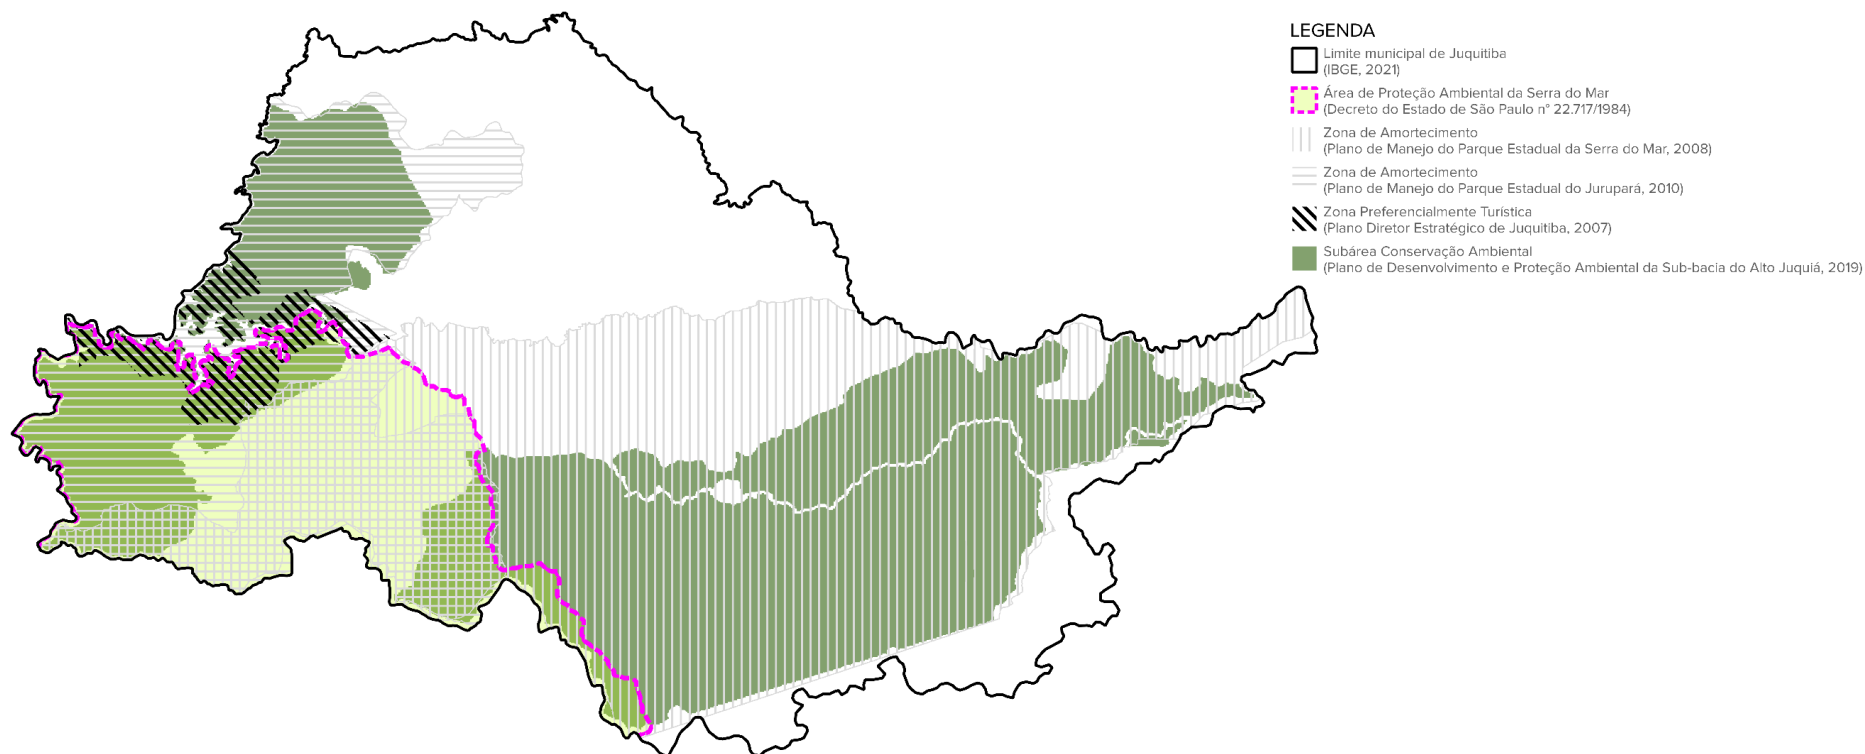 LEGENDA
Limite municipal de Juquitiba
(IBGE, 2021)
Área de Proteção Ambiental da Serra do Mar
(Decreto do Estado de São Paulo n° 22.717/1984)
Zona de Amortecimento
(Plano de Manejo do Parque Estadual da Serra do Mar, 2008)
Zona de Amortecimento
(Plano de Manejo do Parque Estadual do Jurupará, 2010)
Zona Preferencialmente Turística
(Plano Diretor Estratégico de Juquitiba, 2007)
Subárea Conservação Ambiental
(Plano de Desenvolvimento e Proteção Ambiental da Sub-bacia do Alto Juquiá, 2019)